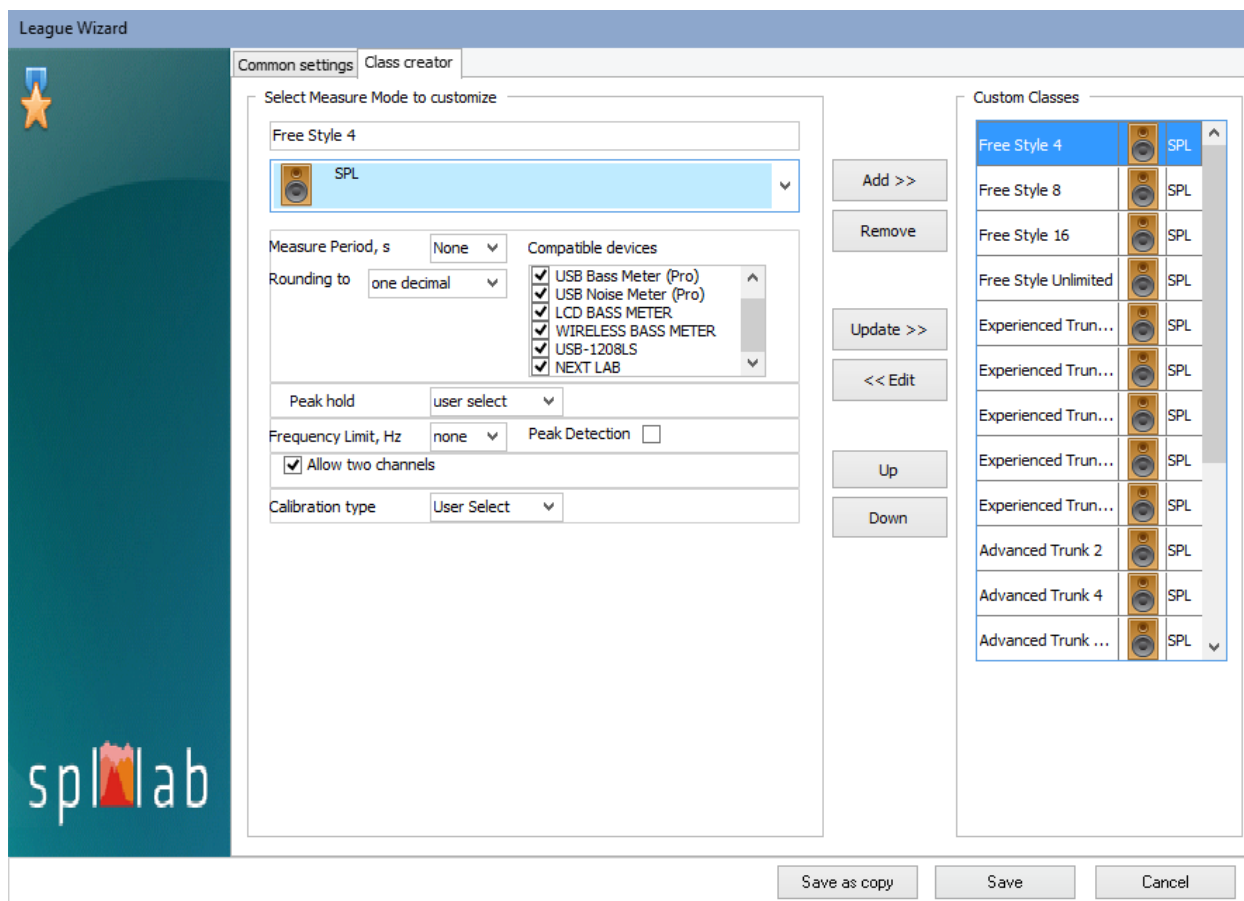 League Wizard
Common settings
Class creator
Select Measure Mode to customize
Free Style 4
SPL
Measure Period, s
None
Rounding to
one decimal
Compatible devices
USB Bass Meter (Pro)
USB Noise Meter (Pro)
LCD BASS METER
WIRELESS BASS METER
USB-1208LS
NEXT LAB
Peak hold
user select
Frequency Limit, Hz
none
Peak Detection
Allow two channels
Calibration type
User Select
Add >>
Remove
Update >>
<< Edit
Up
Down
Custom Classes
Free Style 4 SPL
Free Style 8 SPL
Free Style 16 SPL
Free Style Unlimited SPL
Experienced Trun... SPL
Experienced Trun... SPL
Experienced Trun... SPL
Experienced Trun... SPL
Experienced Trun... SPL
Advanced Trunk 2 SPL
Advanced Trunk 4 SPL
Advanced Trunk ... SPL
spl lab
Save as copy
Save
Cancel